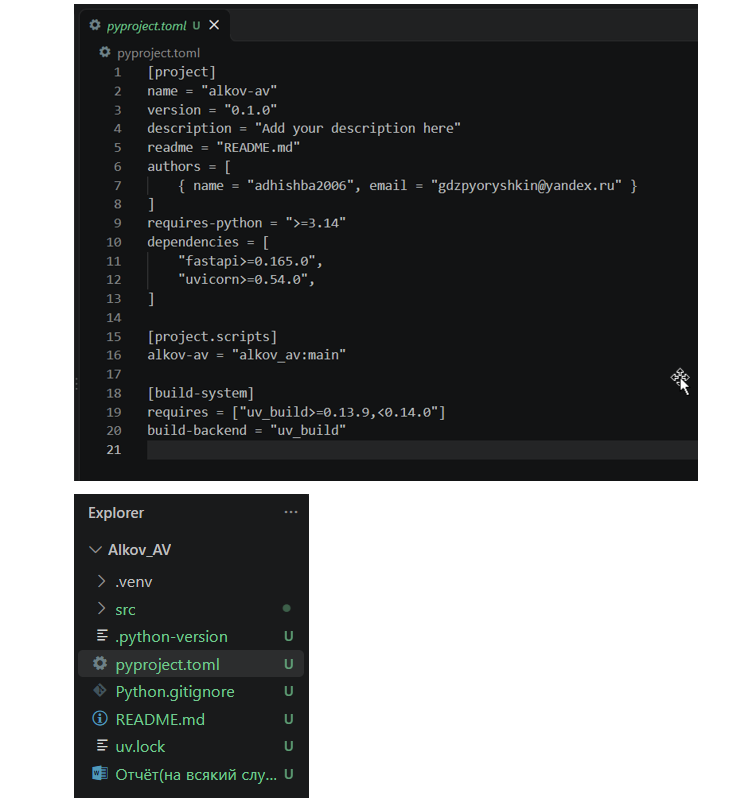 pyproject.toml U
pyproject.toml
1 [project]
2 name = "alkov-av"
3 version = "0.1.0"
4 description = "Add your description here"
5 readme = "README.md"
6 authors = [
7 { name = "adhishba2006", email = "gdzpyoryshkin@yandex.ru" }
8 ]
9 requires-python = ">=3.14"
10 dependencies = [
11 "fastapi>=0.165.0",
12 "uvicorn>=0.54.0",
13 ]
14
15 [project.scripts]
16 alkov-av = "alkov_av:main"
17
18 [build-system]
19 requires = ["uv_build>=0.13.9,<0.14.0"]
20 build-backend = "uv_build"
21
Explorer ...
Alkov_AV
.venv
src
.python-version U
pyproject.toml U
Python.gitignore U
README.md U
uv.lock U
Отчёт(на всякий слу... U